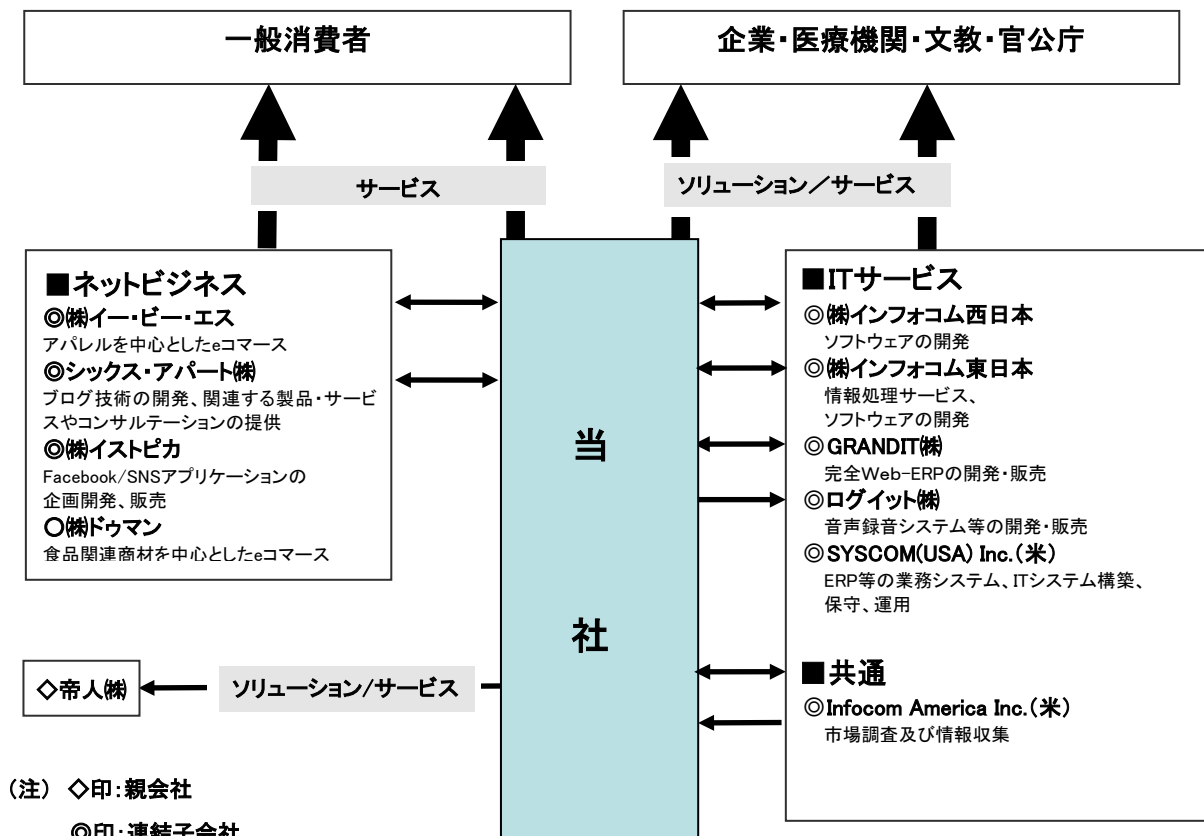 一般消費者
企業・医療機関・文教・官公庁
サービス
ソリューション／サービス
■ネットビジネス
◎㈱イー・ビー・エス
アパレルを中心としたeコマース
◎シックス・アパート㈱
ブログ技術の開発、関連する製品・サービ
スやコンサルテーションの提供
◎㈱イストピカ
Facebook/SNSアプリケーションの
企画開発、販売
○㈱ドゥマン
食品関連商材を中心としたeコマース
当
社
■ITサービス
◎㈱インフォコム西日本
ソフトウェアの開発
◎㈱インフォコム東日本
情報処理サービス、
ソフトウェアの開発
◎GRANDIT㈱
完全Web-ERPの開発・販売
◎ログイット㈱
音声録音システム等の開発・販売
◎SYSCOM(USA) Inc.（米）
ERP等の業務システム、ITシステム構築、
保守、運用
■共通
◎Infocom America Inc.（米）
市場調査及び情報収集
◇帝人㈱
ソリューション/サービス
（注） ◇印：親会社
◎印：連結子会社